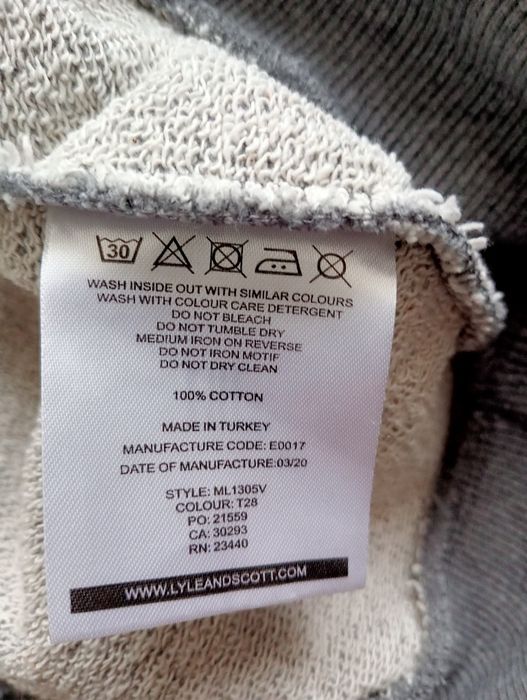 30
WASH INSIDE OUT WITH SIMILAR COLOURS
WASH WITH COLOUR CARE DETERGENT
DO NOT BLEACH
DO NOT TUMBLE DRY
MEDIUM IRON ON REVERSE
DO NOT IRON MOTIF
DO NOT DRY CLEAN
100% COTTON
MADE IN TURKEY
MANUFACTURE CODE: E0017
DATE OF MANUFACTURE:03/20
STYLE: ML1305V
COLOUR: T28
PO: 21559
CA: 30293
RN: 23440
WWW.LYLEANDSCOTT.COM